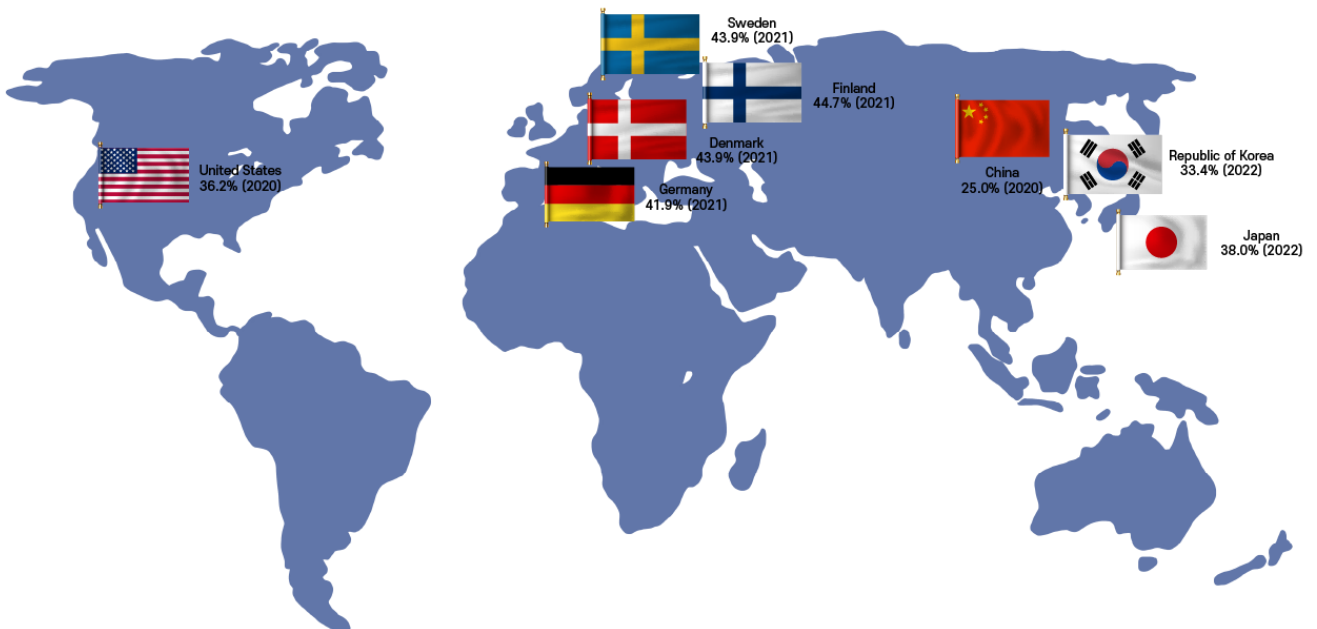 Sweden
43.9% (2021)
Finland
44.7% (2021)
Denmark
43.9% (2021)
United States
36.2% (2020)
Germany
41.9% (2021)
China
25.0% (2020)
Republic of Korea
33.4% (2022)
Japan
38.0% (2022)